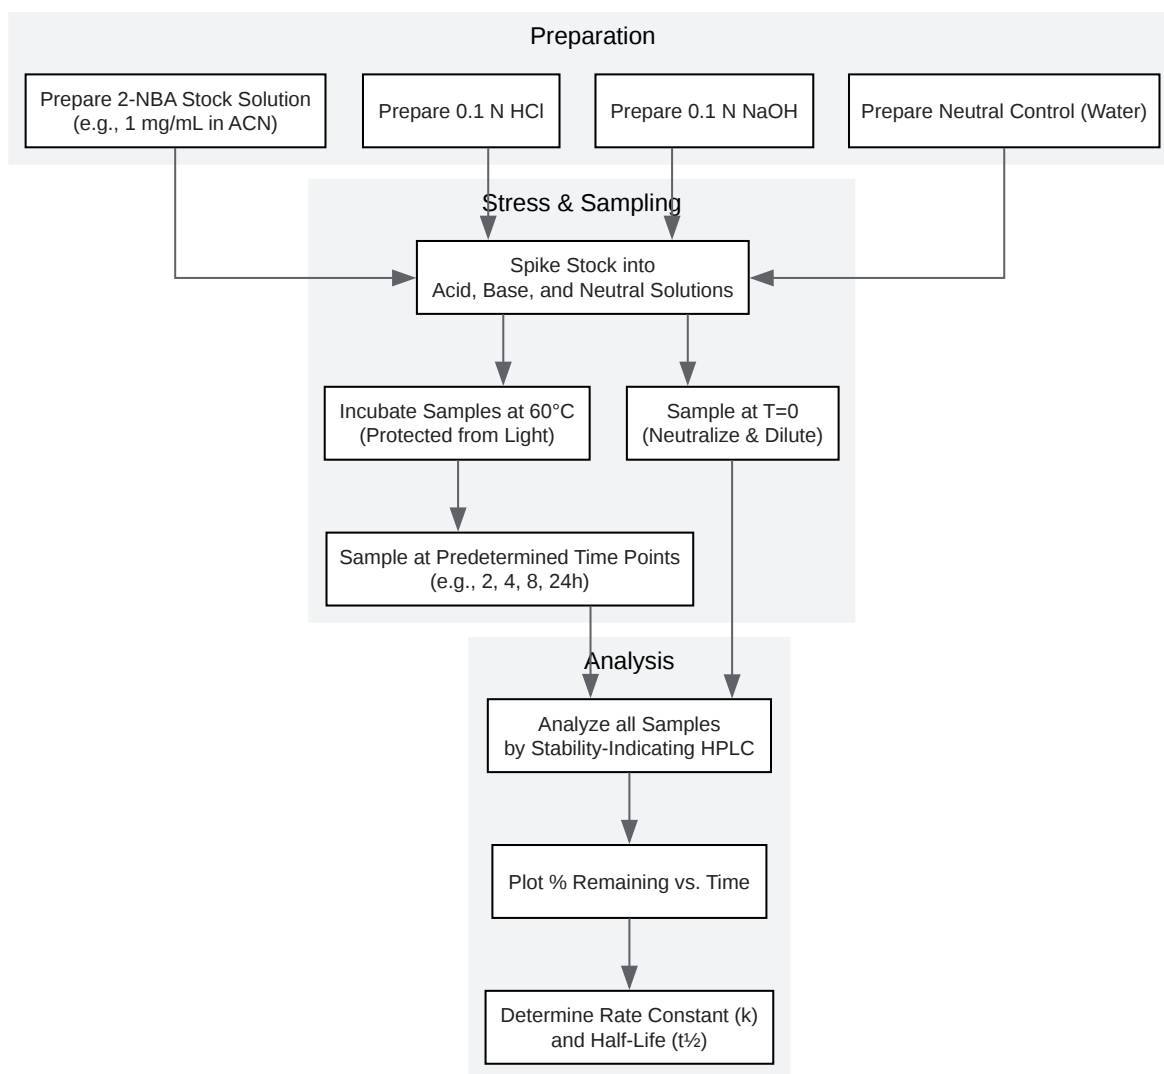 Preparation
Prepare 2-NBA Stock Solution
(e.g., 1 mg/mL in ACN)
Prepare 0.1 N HCl
Prepare 0.1 N NaOH
Prepare Neutral Control (Water)
Stress & Sampling
Spike Stock into
Acid, Base, and Neutral Solutions
Incubate Samples at 60°C
(Protected from Light)
Sample at T=0
(Neutralize & Dilute)
Sample at Predetermined Time Points
(e.g., 2, 4, 8, 24h)
Analysis
Analyze all Samples
by Stability-Indicating HPLC
Plot % Remaining vs. Time
Determine Rate Constant (k)
and Half-Life (t½)